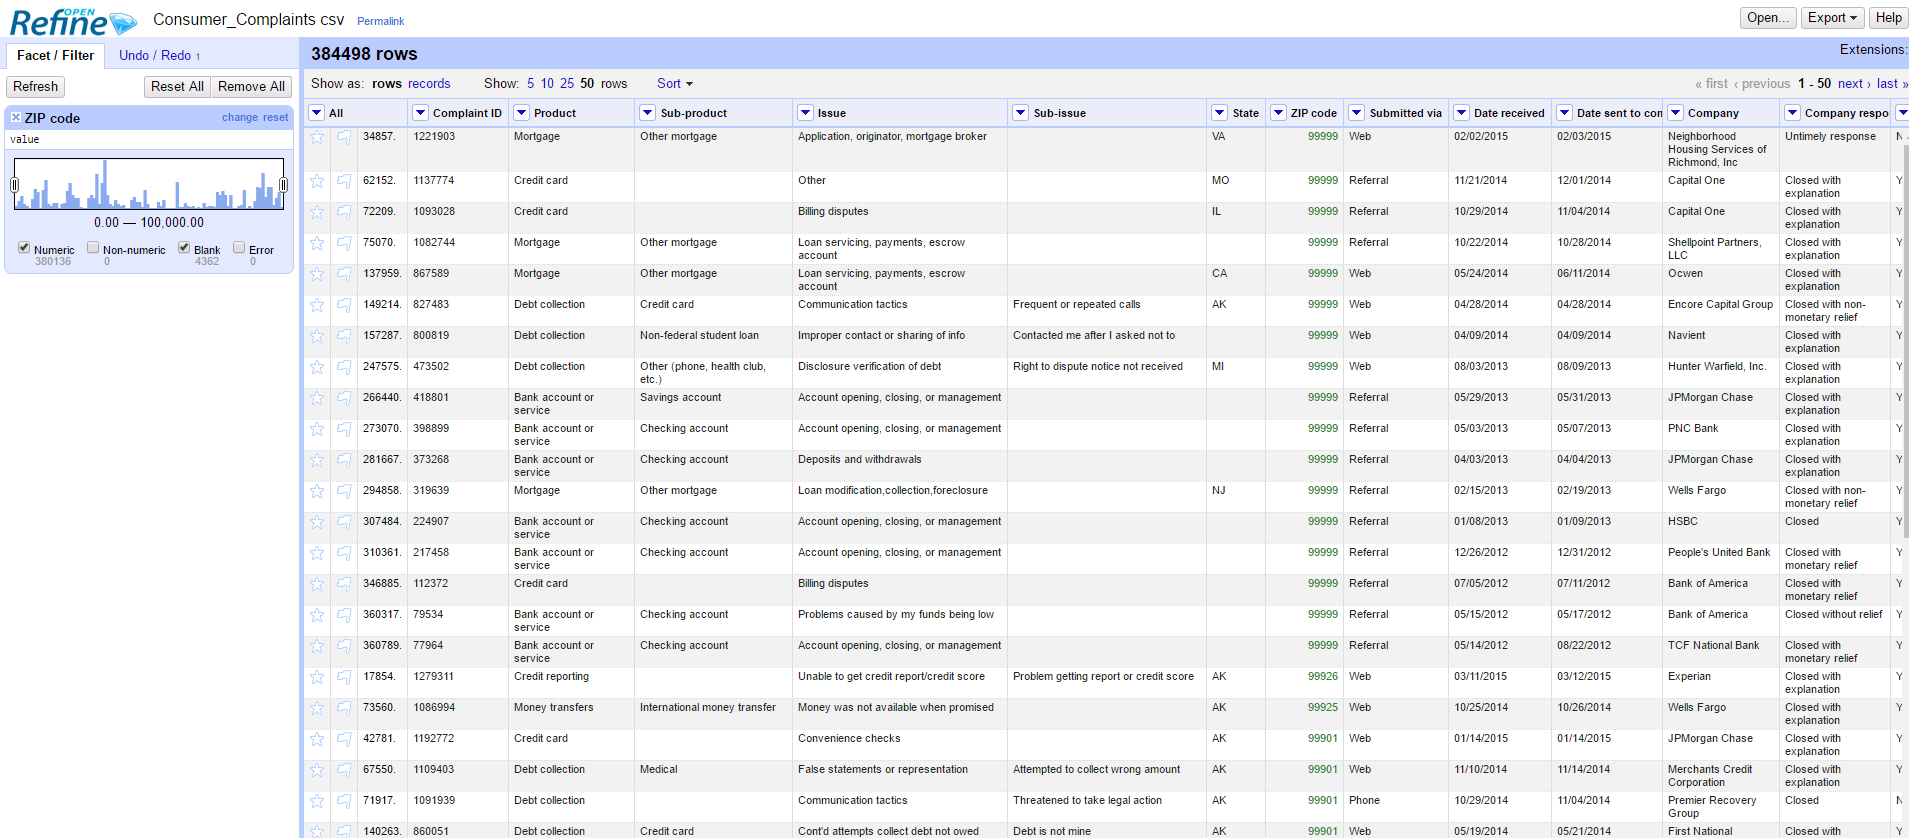 OPEN
Refine Consumer_Complaints csv Permalink Open... Export Help
Facet / Filter Undo / Redo 1 384498 rows Extensions:
Refresh Reset All Remove All Show as: rows records Show: 5 10 25 50 rows Sort « first ‹ previous 1 - 50 next › last »
ZIP code change reset
value
0.00 — 100,000.00
Numeric Non-numeric Blank Error
380136 0 4362 0
All Complaint ID Product Sub-product Issue Sub-issue State ZIP code Submitted via Date received Date sent to con Company Company respo
34857. 1221903 Mortgage Other mortgage Application, originator, mortgage broker VA 99999 Web 02/02/2015 02/03/2015 Neighborhood Untimely response N
Housing Services of
Richmond, Inc
62152. 1137774 Credit card Other MO 99999 Referral 11/21/2014 12/01/2014 Capital One Closed with Y
explanation
72209. 1093028 Credit card Billing disputes IL 99999 Referral 10/29/2014 11/04/2014 Capital One Closed with Y
explanation
75070. 1082744 Mortgage Other mortgage Loan servicing, payments, escrow 99999 Referral 10/22/2014 10/28/2014 Shellpoint Partners, Closed with Y
account LLC explanation
137959. 867589 Mortgage Other mortgage Loan servicing, payments, escrow CA 99999 Web 05/24/2014 06/11/2014 Ocwen Closed with Y
account explanation
149214. 827483 Debt collection Credit card Communication tactics Frequent or repeated calls AK 99999 Web 04/28/2014 04/28/2014 Encore Capital Group Closed with non- Y
monetary relief
157287. 800819 Debt collection Non-federal student loan Improper contact or sharing of info Contacted me after I asked not to 99999 Web 04/09/2014 04/09/2014 Navient Closed with Y
explanation
247575. 473502 Debt collection Other (phone, health club, Disclosure verification of debt Right to dispute notice not received MI 99999 Web 08/03/2013 08/09/2013 Hunter Warfield, Inc. Closed with Y
etc.) explanation
266440. 418801 Bank account or Savings account Account opening, closing, or management 99999 Referral 05/29/2013 05/31/2013 JPMorgan Chase Closed with Y
service explanation
273070. 398899 Bank account or Checking account Account opening, closing, or management 99999 Referral 05/03/2013 05/07/2013 PNC Bank Closed with Y
service explanation
281667. 373268 Bank account or Checking account Deposits and withdrawals 99999 Referral 04/03/2013 04/04/2013 JPMorgan Chase Closed with Y
service explanation
294858. 319639 Mortgage Other mortgage Loan modification,collection,foreclosure NJ 99999 Referral 02/15/2013 02/19/2013 Wells Fargo Closed with non- Y
monetary relief
307484. 224907 Bank account or Checking account Account opening, closing, or management 99999 Referral 01/08/2013 01/09/2013 HSBC Closed Y
service
310361. 217458 Bank account or Checking account Account opening, closing, or management 99999 Referral 12/26/2012 12/31/2012 People's United Bank Closed with Y
service monetary relief
346885. 112372 Credit card Billing disputes 99999 Referral 07/05/2012 07/11/2012 Bank of America Closed with Y
monetary relief
360317. 79534 Bank account or Checking account Problems caused by my funds being low 99999 Referral 05/15/2012 05/17/2012 Bank of America Closed without relief Y
service
360789. 77964 Bank account or Checking account Account opening, closing, or management 99999 Referral 05/14/2012 08/22/2012 TCF National Bank Closed with Y
service monetary relief
17854. 1279311 Credit reporting Unable to get credit report/credit score Problem getting report or credit score AK 99926 Web 03/11/2015 03/12/2015 Experian Closed with Y
explanation
73560. 1086994 Money transfers International money transfer Money was not available when promised AK 99925 Web 10/25/2014 10/26/2014 Wells Fargo Closed with Y
explanation
42781. 1192772 Credit card Convenience checks AK 99901 Web 01/14/2015 01/14/2015 JPMorgan Chase Closed with Y
explanation
67550. 1109403 Debt collection Medical False statements or representation Attempted to collect wrong amount AK 99901 Web 11/10/2014 11/14/2014 Merchants Credit Closed with Y
Corporation explanation
71917. 1091939 Debt collection Communication tactics Threatened to take legal action AK 99901 Phone 10/29/2014 11/04/2014 Premier Recovery Closed N
Group
140263. 860051 Debt collection Credit card Cont'd attempts collect debt not owed Debt is not mine AK 99901 Web 05/19/2014 05/21/2014 First National Closed with Y